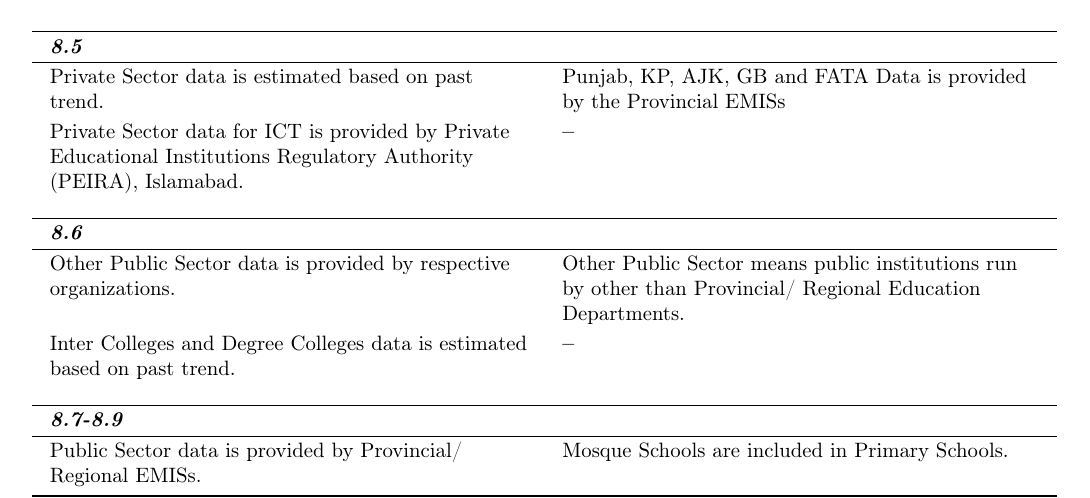 8.5
Private Sector data is estimated based on past
trend.
Punjab, KP, AJK, GB and FATA Data is provided
by the Provincial EMISs
Private Sector data for ICT is provided by Private
Educational Institutions Regulatory Authority
(PEIRA), Islamabad.
–
8.6
Other Public Sector data is provided by respective
organizations.
Other Public Sector means public institutions run
by other than Provincial/ Regional Education
Departments.
Inter Colleges and Degree Colleges data is estimated
based on past trend.
–
8.7-8.9
Public Sector data is provided by Provincial/
Regional EMISs.
Mosque Schools are included in Primary Schools.